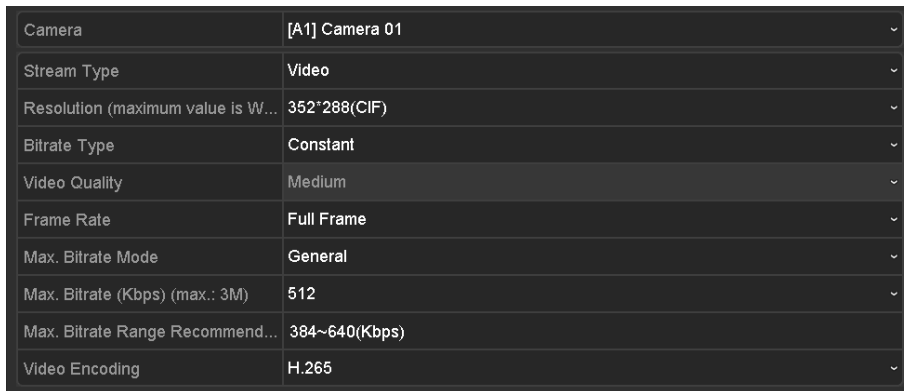 Camera [A1] Camera 01
Stream Type Video
Resolution (maximum value is W... 352*288(CIF)
Bitrate Type Constant
Video Quality Medium
Frame Rate Full Frame
Max. Bitrate Mode General
Max. Bitrate (Kbps) (max.: 3M) 512
Max. Bitrate Range Recommend... 384~640(Kbps)
Video Encoding H.265